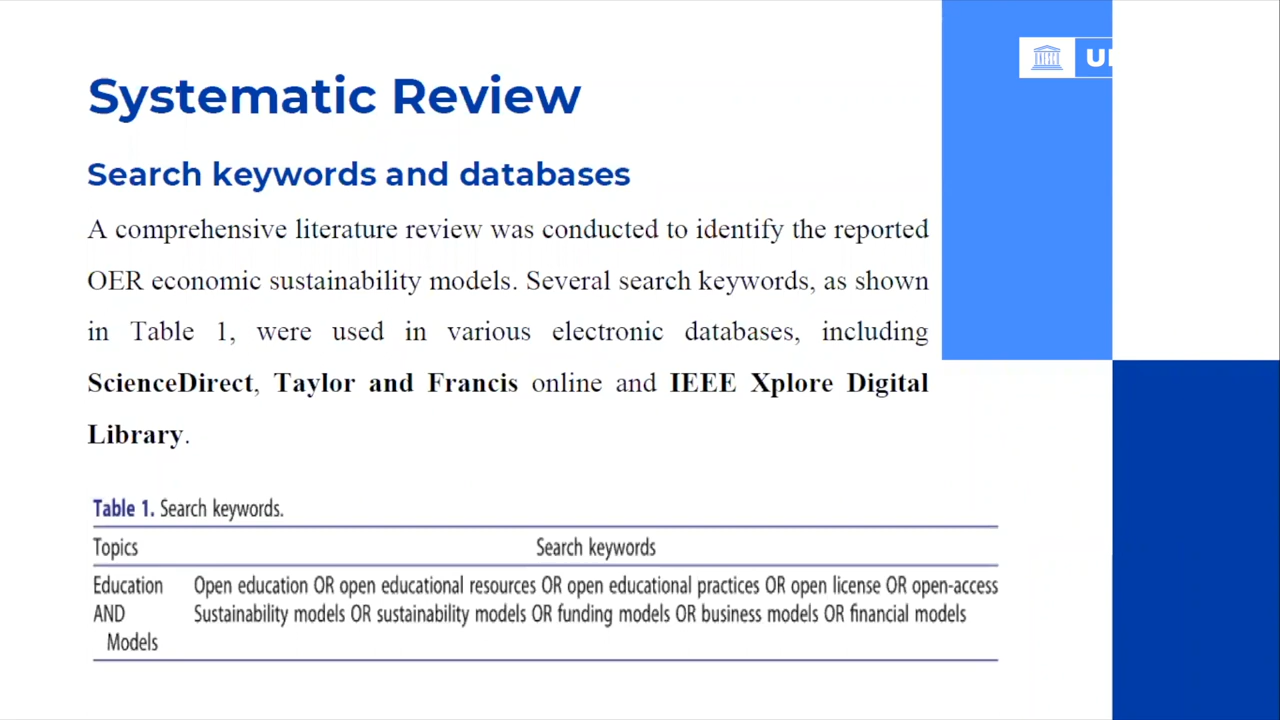 Systematic Review
Search keywords and databases
A comprehensive literature review was conducted to identify the reported
OER economic sustainability models. Several search keywords, as shown
in Table 1, were used in various electronic databases, including
ScienceDirect, Taylor and Francis online and IEEE Xplore Digital
Library.
Table 1. Search keywords.
Topics Search keywords
Education Open education OR open educational resources OR open educational practices OR open license OR open-access
AND Sustainability models OR sustainability models OR funding models OR business models OR financial models
Models